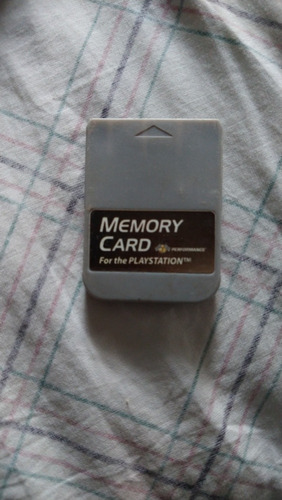 MEMORY
CARD PERFORMANCE
For the PLAYSTATION™